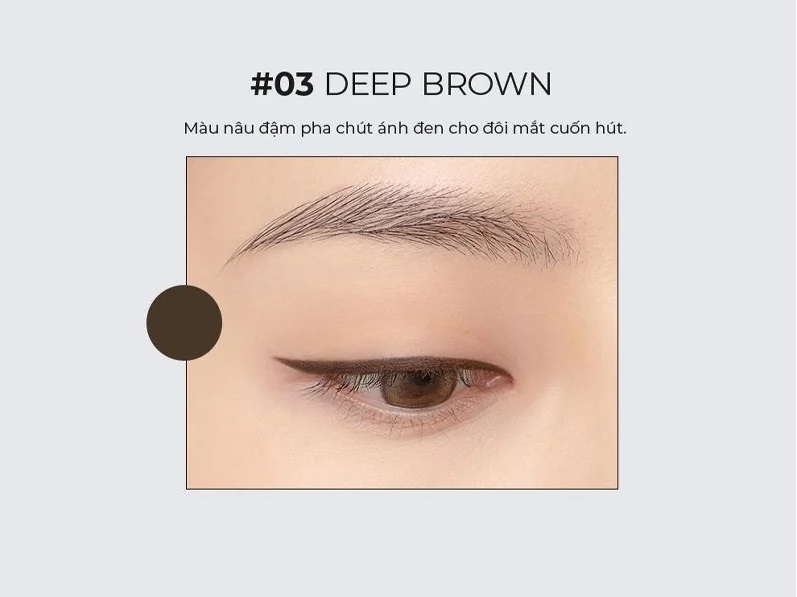 #03 DEEP BROWN
Màu nâu đậm pha chút ánh đen cho đôi mắt cuốn hút.